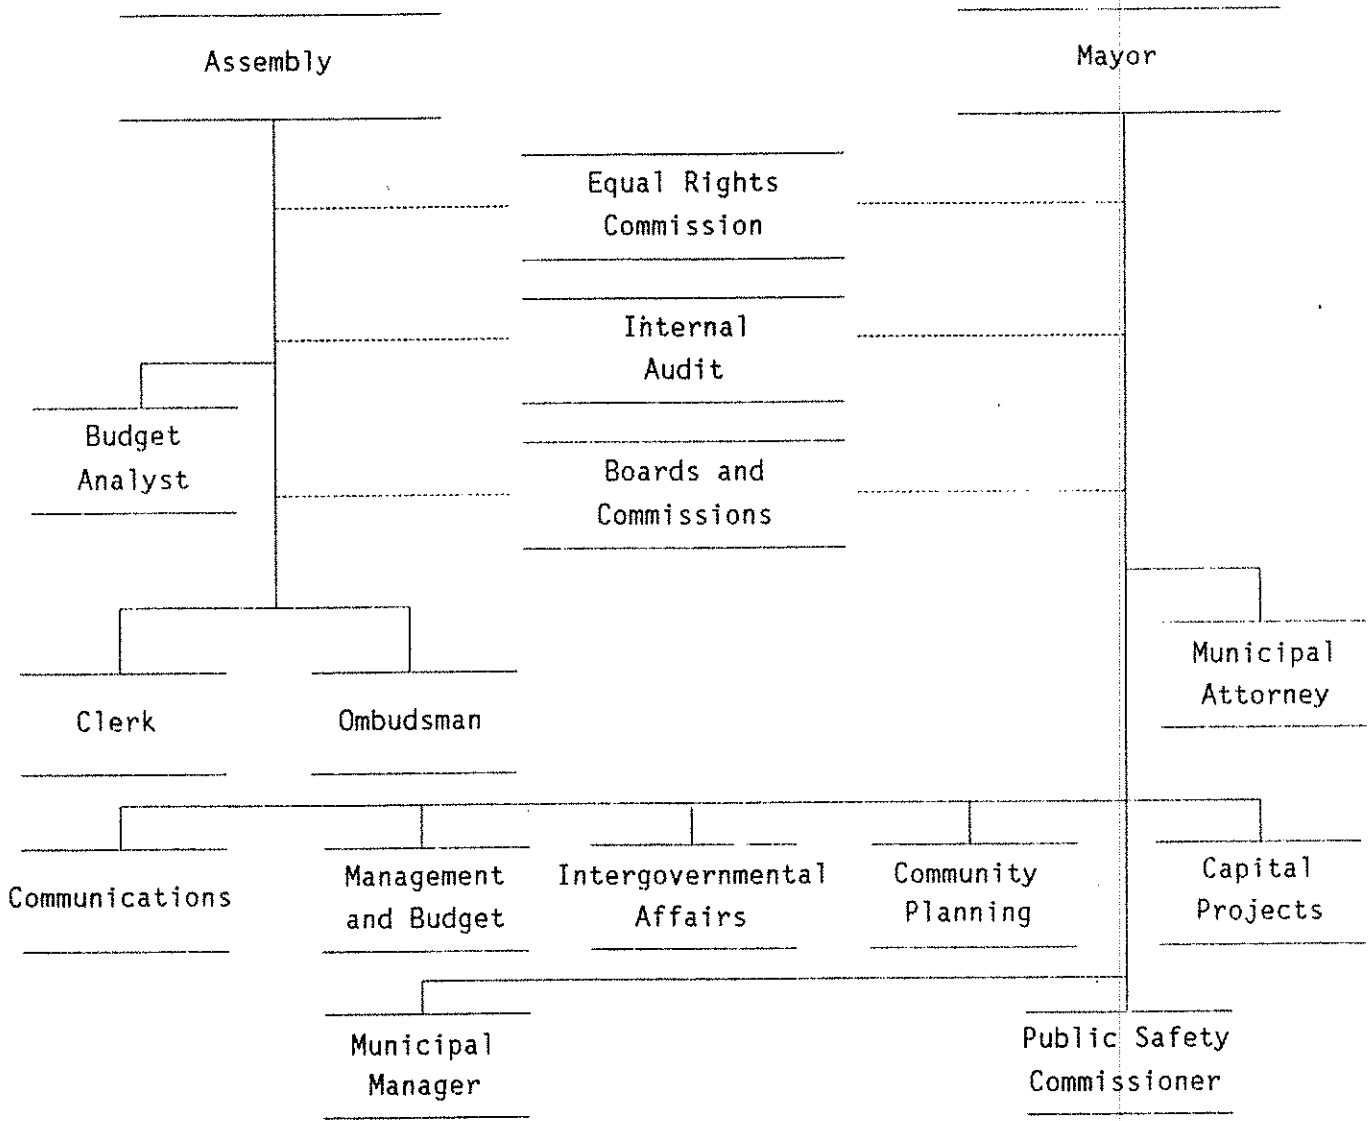 Assembly
Mayor
Equal Rights
Commission
Internal
Audit
Budget
Analyst
Boards and
Commissions
Municipal
Attorney
Clerk
Ombudsman
Communications
Management
and Budget
Intergovernmental
Affairs
Community
Planning
Capital
Projects
Municipal
Manager
Public Safety
Commissioner